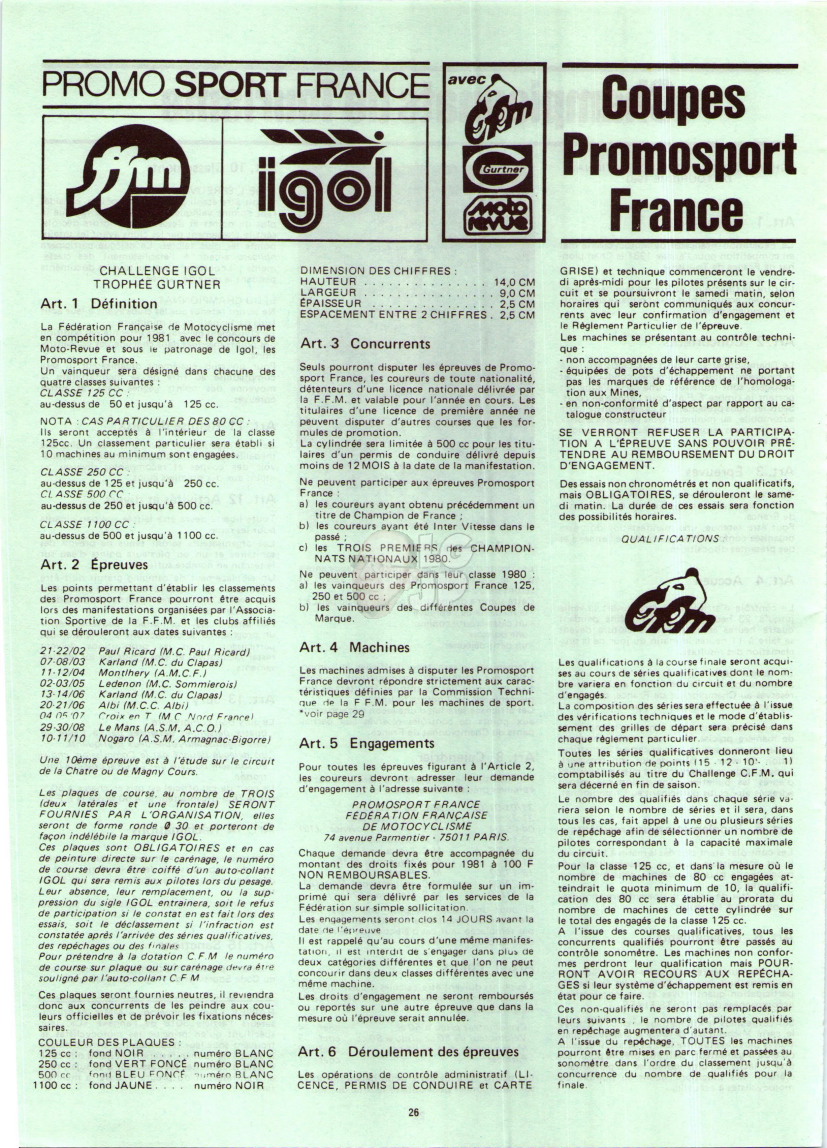 PROMO SPORT FRANCE
ffm
igol
avec
CFM
Gurtner
Moto
revue
Coupes
Promosport
France
CHALLENGE IGOL
TROPHÉE GURTNER
Art. 1 Définition
La Fédération Française de Motocyclisme met
en compétition pour 1981 avec le concours de
Moto-Revue et sous le patronage de Igol, les
Promosport France.
Un vainqueur sera désigné dans chacune des
quatre classes suivantes :
CLASSE 125 CC :
au-dessus de 50 et jusqu'à 125 cc.
NOTA : CAS PARTICULIER DES 80 CC :
Ils seront acceptés à l'intérieur de la classe
125cc. Un classement particulier sera établi si
10 machines au minimum sont engagées.
CLASSE 250 CC :
au-dessus de 125 et jusqu'à 250 cc.
CLASSE 500 CC :
au-dessus de 250 et jusqu'à 500 cc.
CLASSE 1100 CC :
au-dessus de 500 et jusqu'à 1100 cc.
Art. 2 Épreuves
Les points permettant d'établir les classements
des Promosport France pourront être acquis
lors des manifestations organisées par l'Associa-
tion Sportive de la F.F.M. et les clubs affiliés
qui se dérouleront aux dates suivantes :
21-22/02 Paul Ricard (M.C. Paul Ricard)
07-08/03 Karland (M.C. du Clapas)
11-12/04 Montlhery (A.M.C.F.)
02-03/05 Ledenon (M.C. Sommierois)
13-14/06 Karland (M.C. du Clapas)
20-21/06 Albi (M.C.C. Albi)
04 05/07 Croix en T. (M.C. Nord France)
29-30/08 Le Mans (A.S.M. A.C.O.)
10-11/10 Nogaro (A.S.M. Armagnac-Bigorre)
Une 10ème épreuve est à l'étude sur le circuit
de la Chatre ou de Magny Cours.
Les plaques de course, au nombre de TROIS
(deux latérales et une frontale) SERONT
FOURNIES PAR L'ORGANISATION, elles
seront de forme ronde Ø 30 et porteront de
façon indélébile la marque IGOL.
Ces plaques sont OBLIGATOIRES et en cas
de peinture directe sur le carénage, le numéro
de course devra être coiffé d'un auto-collant
IGOL qui sera remis aux pilotes lors du pesage.
Leur absence, leur remplacement, ou la sup-
pression du sigle IGOL entrainera, soit le refus
de participation si le constat en est fait lors des
essais, soit le déclassement si l'infraction est
constatée après l'arrivée des séries qualificatives,
des repéchages ou des finales.
Pour prétendre à la dotation C.F.M. le numéro
de course sur plaque ou sur carénage devra être
souligné par l'auto-collant C.F.M.
Ces plaques seront fournies neutres, il reviendra
donc aux concurrents de les peindre aux cou-
leurs officielles et de prévoir les fixations néces-
saires.
COULEUR DES PLAQUES :
125 cc : fond NOIR . . . . . numéro BLANC
250 cc : fond VERT FONCÉ numéro BLANC
500 cc : fond BLEU FONCÉ numéro BLANC
1100 cc : fond JAUNE . . . . numéro NOIR
DIMENSION DES CHIFFRES :
HAUTEUR . . . . . . . . . . . . . . . 14,0 CM
LARGEUR . . . . . . . . . . . . . . . 9,0 CM
ÉPAISSEUR . . . . . . . . . . . . . . 2,5 CM
ESPACEMENT ENTRE 2 CHIFFRES . 2,5 CM
Art. 3 Concurrents
Seuls pourront disputer les épreuves de Promo-
sport France, les coureurs de toute nationalité,
détenteurs d'une licence nationale délivrée par
la F.F.M. et valable pour l'année en cours. Les
titulaires d'une licence de première année ne
peuvent disputer d'autres courses que les for-
mules de promotion.
La cylindrée sera limitée à 500 cc pour les titu-
laires d'un permis de conduire délivré depuis
moins de 12 MOIS à la date de la manifestation.
Ne peuvent participer aux épreuves Promosport
France :
a) les coureurs ayant obtenu précédemment un
titre de Champion de France ;
b) les coureurs ayant été Inter Vitesse dans le
passé ;
c) les TROIS PREMIERS des CHAMPION-
NATS NATIONAUX 1980.
Ne peuvent participer dans leur classe 1980 :
a) les vainqueurs des Promosport France 125,
250 et 500 cc ;
b) les vainqueurs des différentes Coupes de
Marque.
Art. 4 Machines
Les machines admises à disputer les Promosport
France devront répondre strictement aux carac-
téristiques définies par la Commission Techni-
que de la F.F.M. pour les machines de sport.
*voir page 29
Art. 5 Engagements
Pour toutes les épreuves figurant à l'Article 2,
les coureurs devront adresser leur demande
d'engagement à l'adresse suivante :
PROMOSPORT FRANCE
FÉDÉRATION FRANÇAISE
DE MOTOCYCLISME
74 avenue Parmentier - 75011 PARIS.
Chaque demande devra être accompagnée du
montant des droits fixés pour 1981 à 100 F
NON REMBOURSABLES.
La demande devra être formulée sur un im-
primé qui sera délivré par les services de la
Fédération sur simple sollicitation.
Les engagements seront clos 14 JOURS avant la
date de l'épreuve
Il est rappelé qu'au cours d'une même manifes-
tation, il est interdit de s'engager dans plus de
deux catégories différentes et que l'on ne peut
concourir dans deux classes différentes avec une
même machine.
Les droits d'engagement ne seront remboursés
ou reportés sur une autre épreuve que dans la
mesure où l'épreuve serait annulée.
Art. 6 Déroulement des épreuves
Les opérations de contrôle administratif (LI-
CENCE, PERMIS DE CONDUIRE et CARTE
GRISE) et technique commenceront le vendre-
di après-midi pour les pilotes présents sur le cir-
cuit et se poursuivront le samedi matin, selon
horaires qui seront communiqués aux concur-
rents avec leur confirmation d'engagement et
le Règlement Particulier de l'épreuve.
Les machines se présentant au contrôle techni-
que :
- non accompagnées de leur carte grise,
- équipées de pots d'échappement ne portant
pas les marques de référence de l'homologa-
tion aux Mines,
- en non-conformité d'aspect par rapport au ca-
talogue constructeur
SE VERRONT REFUSER LA PARTICIPA-
TION A L'ÉPREUVE SANS POUVOIR PRÉ-
TENDRE AU REMBOURSEMENT DU DROIT
D'ENGAGEMENT.
Des essais non chronométrés et non qualificatifs,
mais OBLIGATOIRES, se dérouleront le same-
di matin. La durée de ces essais sera fonction
des possibilités horaires.
QUALIFICATIONS :
CFM
Les qualifications à la course finale seront acqui-
ses au cours de séries qualificatives dont le nom-
bre variera en fonction du circuit et du nombre
d'engagés.
La composition des séries sera effectuée à l'issue
des vérifications techniques et le mode d'établis-
sement des grilles de départ sera précisé dans
chaque règlement particulier.
Toutes les séries qualificatives donneront lieu
à une attribution de points (15 - 12 - 10 . . . 1)
comptabilisés au titre du Challenge C.F.M. qui
sera décerné en fin de saison.
Le nombre des qualifiés dans chaque série va-
riera selon le nombre de séries et il sera, dans
tous les cas, fait appel à une ou plusieurs séries
de repêchage afin de sélectionner un nombre de
pilotes correspondant à la capacité maximale
du circuit.
Pour la classe 125 cc, et dans la mesure où le
nombre de machines de 80 cc engagées at-
teindrait le quota minimum de 10, la qualifi-
cation des 80 cc sera établie au prorata du
nombre de machines de cette cylindrée sur
le total des engagés de la classe 125 cc.
A l'issue des courses qualificatives, tous les
concurrents qualifiés pourront être passés au
contrôle sonomètre. Les machines non confor-
mes perdront leur qualification mais POUR-
RONT AVOIR RECOURS AUX REPÉCHA-
GES si leur système d'échappement est remis en
état pour ce faire.
Ces non-qualifiés ne seront pas remplacés par
leurs suivants , le nombre de pilotes qualifiés
en repêchage augmentera d'autant.
A l'issue du repêchage, TOUTES les machines
pourront être mises en parc fermé et passées au
sonomètre dans l'ordre du classement jusqu'à
concurrence du nombre de qualifiés pour la
finale.
26